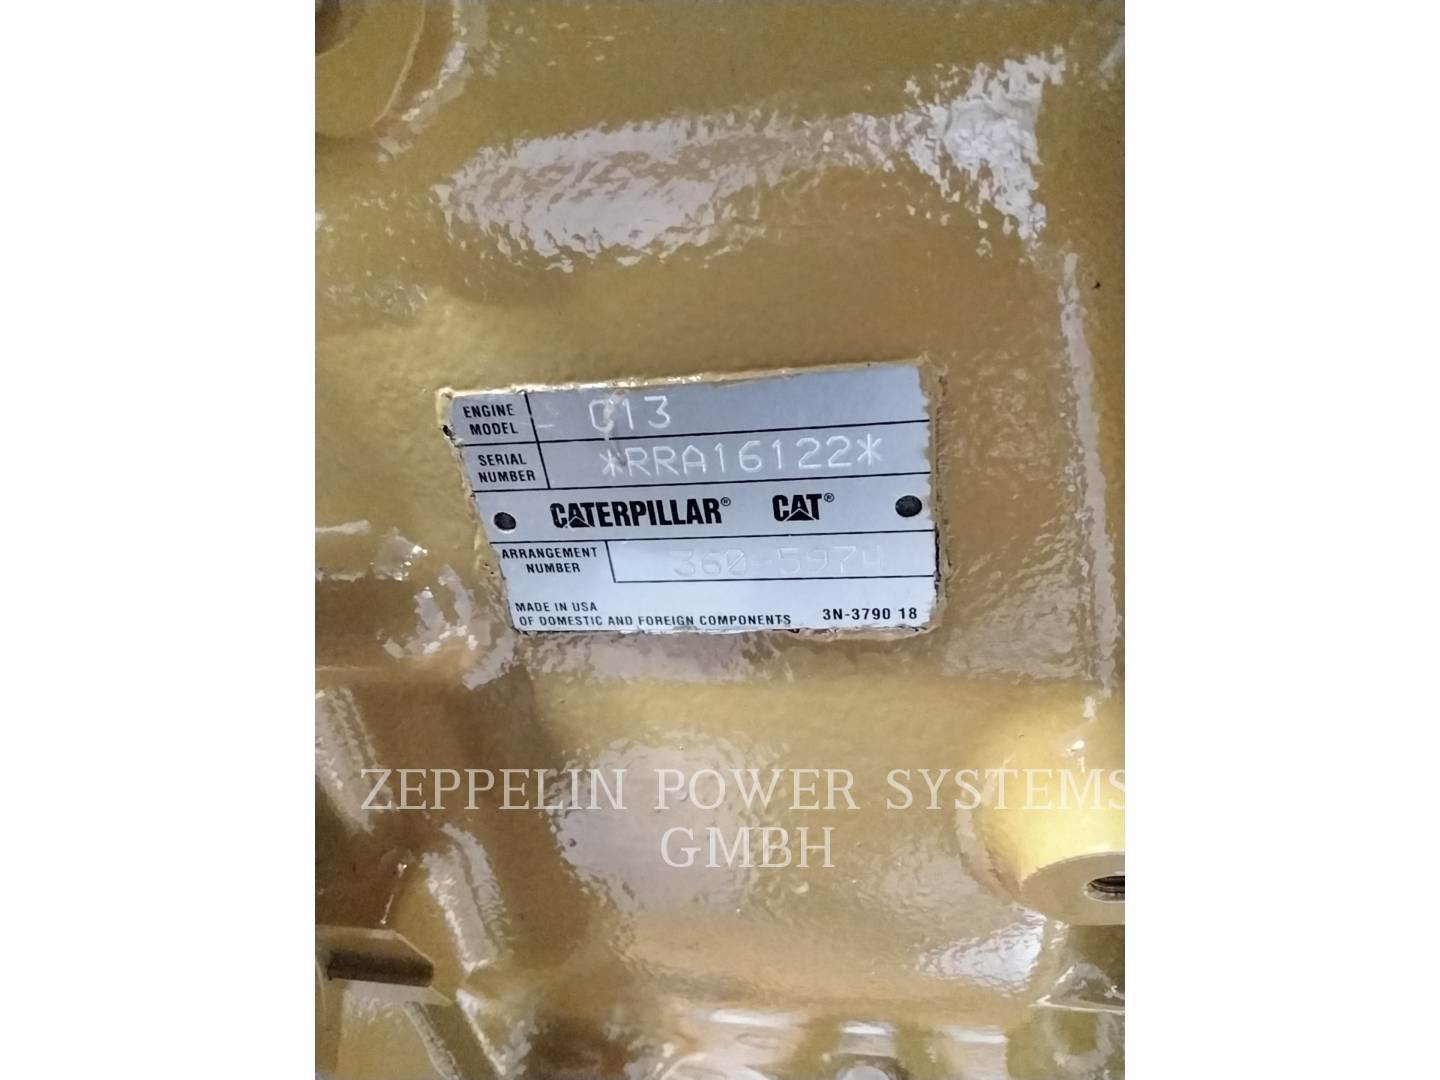 ENGINE MODEL C13
SERIAL NUMBER *RRA16122*
CATERPILLAR® CAT®
ARRANGEMENT NUMBER 360-5974
MADE IN USA
OF DOMESTIC AND FOREIGN COMPONENTS 3N-3790 18
ZEPPELIN POWER SYSTEMS
GMBH